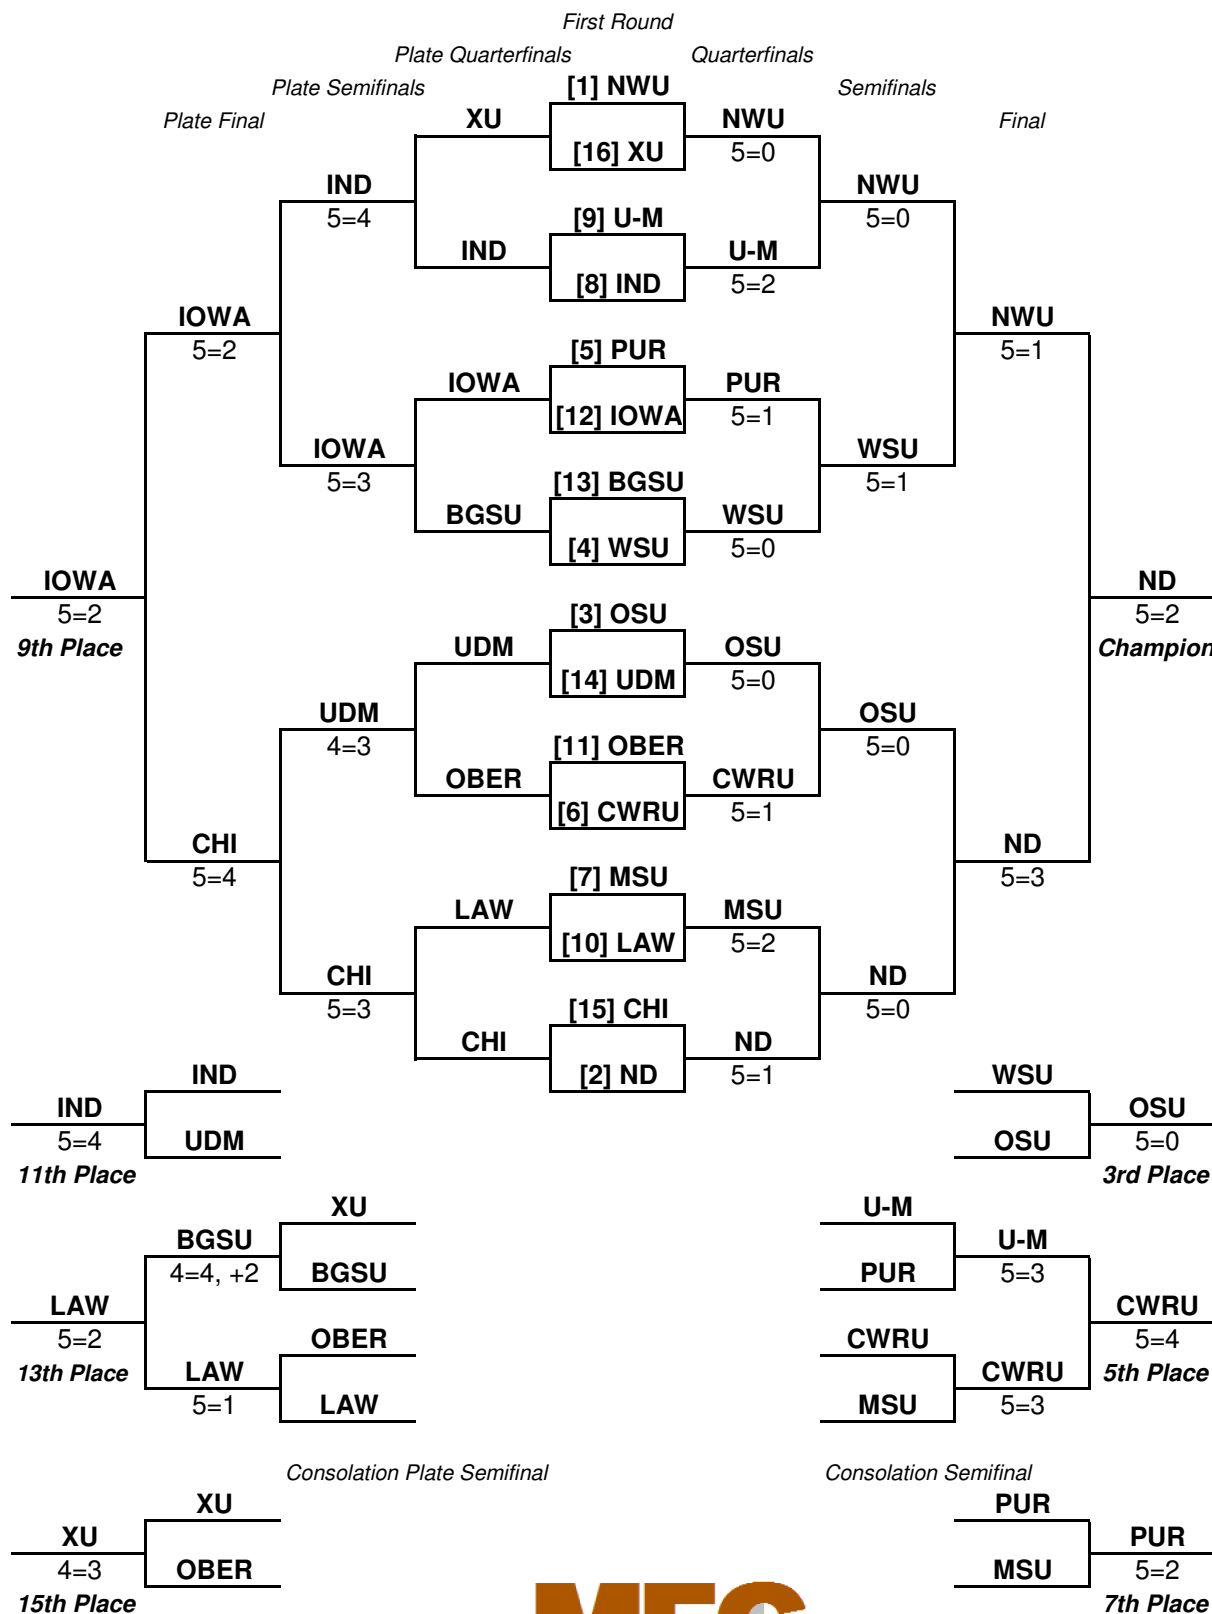 First Round
Plate Quarterfinals Quarterfinals
Plate Semifinals [1] NWU Semifinals
Plate Final XU NWU Final
[16] XU 5=0
IND NWU
5=4 [9] U-M 5=0
IND U-M
[8] IND 5=2
IOWA NWU
5=2 [5] PUR 5=1
IOWA PUR
[12] IOWA 5=1
IOWA WSU
5=3 [13] BGSU 5=1
BGSU WSU
[4] WSU 5=0
IOWA ND
5=2 [3] OSU 5=2
9th Place UDM OSU Champion
[14] UDM 5=0
UDM OSU
4=3 [11] OBER 5=0
OBER CWRU
[6] CWRU 5=1
CHI ND
5=4 [7] MSU 5=3
LAW MSU
[10] LAW 5=2
CHI ND
5=3 [15] CHI 5=0
CHI ND
IND [2] ND 5=1 WSU
IND OSU
5=4 UDM OSU 5=0
11th Place 3rd Place
XU U-M
BGSU U-M
4=4, +2 BGSU PUR 5=3
LAW CWRU
5=2 OBER CWRU 5=4
13th Place LAW CWRU 5th Place
5=1 LAW MSU 5=3
Consolation Plate Semifinal Consolation Semifinal
XU PUR
XU PUR
4=3 OBER MSU 5=2
15th Place MFC 7th Place